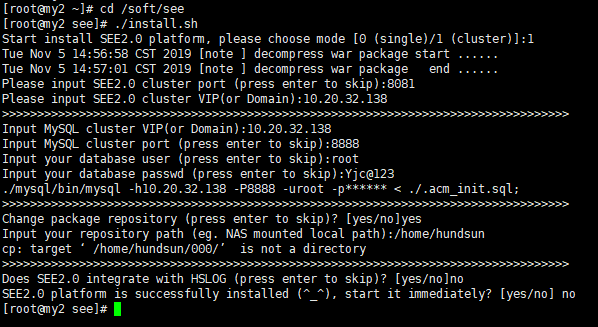 [root@my2 ~]# cd /soft/see
[root@my2 see]# ./install.sh
Start install SEE2.0 platform, please choose mode [0 (single)/1 (cluster)]:1
Tue Nov 5 14:56:58 CST 2019 [note ] decompress war package start ......
Tue Nov 5 14:57:01 CST 2019 [note ] decompress war package   end ......
Please input SEE2.0 cluster port (press enter to skip):8081
Please input SEE2.0 cluster VIP(or Domain):10.20.32.138
>>>>>>>>>>>>>>>>>>>>>>>>>>>>>>>>>>>>>>>>>>>>>>>>>>>>>>>>>>>>>>>>>>>>>>>>>>>>>>>>>
Input MySQL cluster VIP(or Domain):10.20.32.138
Input MySQL cluster port (press enter to skip):8888
Input your database user (press enter to skip):root
Input your database passwd (press enter to skip):Yjc@123
./mysql/bin/mysql -h10.20.32.138 -P8888 -uroot -p****** < ./.acm_init.sql;
>>>>>>>>>>>>>>>>>>>>>>>>>>>>>>>>>>>>>>>>>>>>>>>>>>>>>>>>>>>>>>>>>>>>>>>>>>>>>>>>>
Change package repository (press enter to skip)? [yes/no]yes
Input your repository path (eg. NAS mounted local path):/home/hundsun
cp: target ‘ /home/hundsun/000/’  is not a directory
>>>>>>>>>>>>>>>>>>>>>>>>>>>>>>>>>>>>>>>>>>>>>>>>>>>>>>>>>>>>>>>>>>>>>>>>>>>>>>>>>
Does SEE2.0 integrate with HSLOG (press enter to skip)? [yes/no]no
SEE2.0 platform is successfully installed (^_^), start it immediately? [yes/no] no
[root@my2 see]#